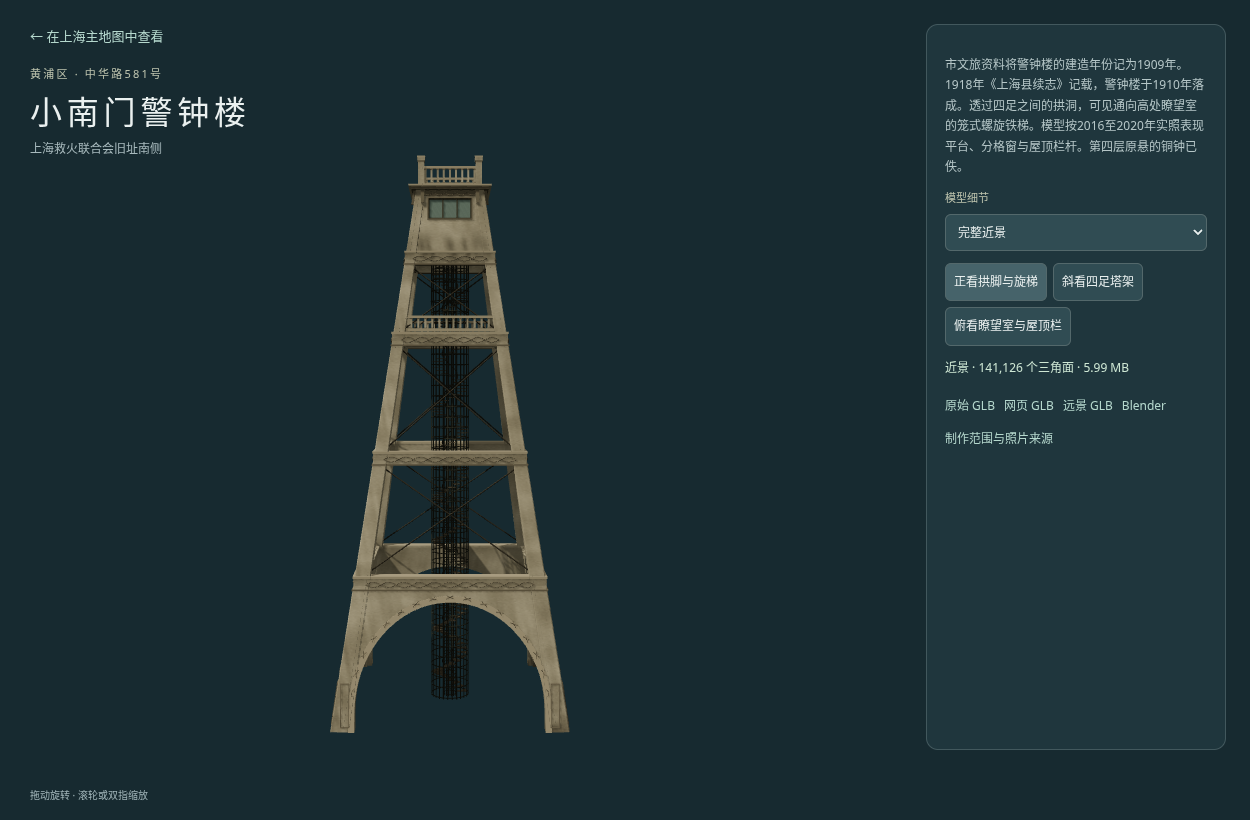 ← 在上海主地图中查看
黄浦区 · 中华路581号
小南门警钟楼
上海救火联合会旧址南侧
市文旅资料将警钟楼的建造年份记为1909年。
1918年《上海县续志》记载，警钟楼于1910年落
成。透过四足之间的拱洞，可见通向高处瞭望室
的笼式螺旋铁梯。模型按2016至2020年实照表现
平台、分格窗与屋顶栏杆。第四层原悬的铜钟已
佚。
模型细节
完整近景
正看拱脚与旋梯 斜看四足塔架
俯看瞭望室与屋顶栏
近景 · 141,126 个三角面 · 5.99 MB
原始 GLB 网页 GLB 远景 GLB Blender
制作范围与照片来源
拖动旋转 · 滚轮或双指缩放